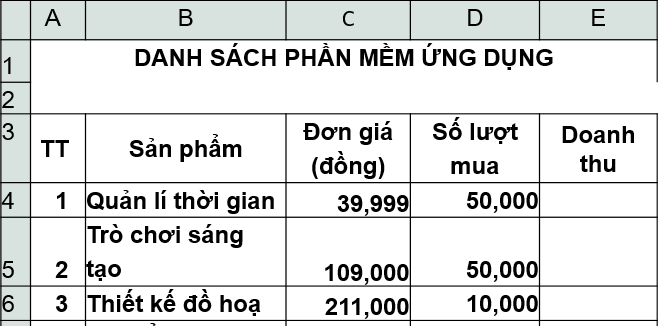 A B C D E
1 DANH SÁCH PHẦN MỀM ỨNG DỤNG
2
3 TT Sản phẩm Đơn giá (đồng) Số lượt mua Doanh thu
4 1 Quản lí thời gian 39,999 50,000
Trò chơi sáng
5 2 tạo 109,000 50,000
6 3 Thiết kế đồ hoạ 211,000 10,000